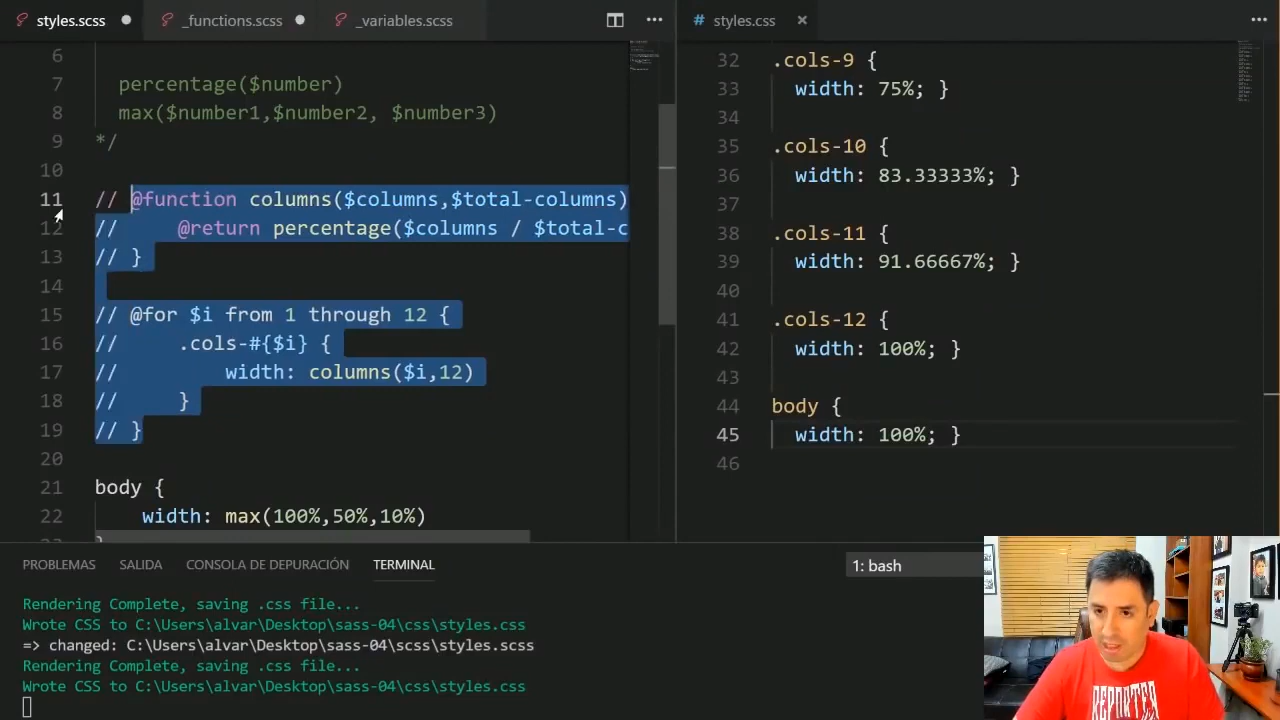 styles.scss
_functions.scss
_variables.scss
6
7 percentage($number)
8 max($number1,$number2, $number3)
9 */
10
11 // @function columns($columns,$total-columns)
12 // @return percentage($columns / $total-c
13 // }
14
15 // @for $i from 1 through 12 {
16 // .cols-#{$i} {
17 // width: columns($i,12)
18 // }
19 // }
20
21 body {
22 width: max(100%,50%,10%)
# styles.css
32 .cols-9 {
33 width: 75%; }
34
35 .cols-10 {
36 width: 83.33333%; }
37
38 .cols-11 {
39 width: 91.66667%; }
40
41 .cols-12 {
42 width: 100%; }
43
44 body {
45 width: 100%; }
46
PROBLEMAS SALIDA CONSOLA DE DEPURACIÓN TERMINAL
1: bash
Rendering Complete, saving .css file...
Wrote CSS to C:\Users\alvar\Desktop\sass-04\css\styles.css
=> changed: C:\Users\alvar\Desktop\sass-04\scss\styles.scss
Rendering Complete, saving .css file...
Wrote CSS to C:\Users\alvar\Desktop\sass-04\css\styles.css
REPORTER